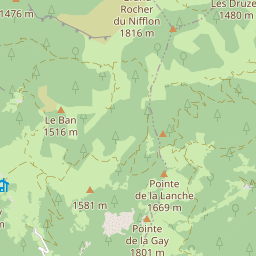 1476 m
Rocher
du Nifflon
1816 m
Les Druze
1480 m
Le Ban
1516 m
Pointe
de la Lanche
1669 m
1581 m
Pointe
de la Gay
1801 m